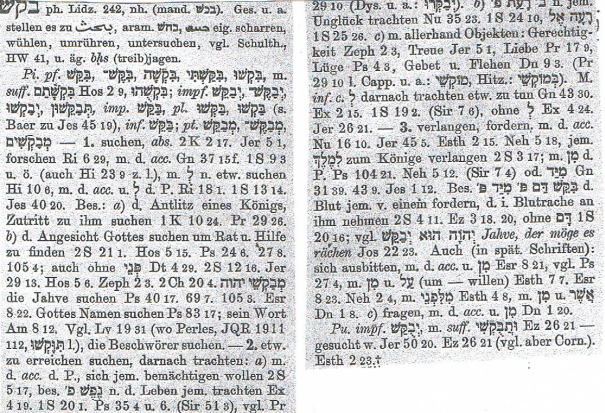 בקש ph. Lidz. 242, nh. (mand. בכש). Ges. u. a.
stellen es zu بحث, aram. בחש eig. scharren,
wühlen, umrühren, untersuchen, vgl. Schulth.,
HW 41, u. äg. bḥs (treib)jagen.
Pi. pf. בִּקֵּשׁ, בִּקֶּשׁ־, בִּקְשָׁה, בִּקַּשְׁתִּי, בִּקְשׁוּ, m.
suff. בִּקַּשְׁתָּם Hos 2 9, בִּקְשֻׁהוּ; impf. יְבַקֵּשׁ,
יְבַקֶּשׁ־, יְבַקְשׁוּ, תְּבַקְשׁוּן, imp. בַּקֵּשׁ, pl. בַּקְּשׁוּ (s.
Baer zu Jes 45 19), inf. בַּקֵּשׁ; pt. מְבַקֵּשׁ, מְבַקֶּשׁ־,
מְבַקְשִׁים — 1. suchen, abs. 2 K 2 17. Jer 5 1,
forschen Ri 6 29, m. d. acc. Gn 37 15 f. 1 S 9 3
u. ö. (auch Hi 23 9 z. l.), m. לְ n. etw. suchen
Hi 10 6, m. d. acc. u. לְ d. P. Ri 18 1. 1 S 13 14.
Jes 40 20. Bes.: a) d. Antlitz eines Königs,
Zutritt zu ihm suchen 1 K 10 24. Pr 29 26.
b) d. Angesicht Gottes suchen um Rat u. Hilfe
zu finden 2 S 21 1. Hos 5 15 Ps 24 6. 27 8.
105 4; auch ohne פְּנֵי Dt 4 29. 2 S 12 16. Jer
29 13. Hos 5 6. Zeph 2 3. 2 Ch 20 4. מְבַקְשֵׁי יהוה
die Jahve suchen Ps 40 17. 69 7. 105 3. Esr
8 22. Gottes Namen suchen Ps 83 17; sein Wort
Am 8 12. Vgl. Lv 19 31 (wo Perles, JQR 1911
112, l.), die Beschwörer suchen. — 2. etw.
zu erreichen suchen, darnach trachten: a) m.
d. acc. d. P., sich jem. bemächtigen wollen 2 S
5 17, bes. בִּ׳ נֶפֶשׁ פ׳ n. d. Leben jem. trachten Ex
4 19. 1 S 20 1. Ps 35 4 u. ö. (Sir 51 3), vgl. Pr
29 10 (Dys. u. a.: יְבַקְּרוּ). b) בִּ׳ רָעַת פ׳ n. jem.
Unglück trachten Nu 35 23. 1 S 24 10, רָעָה אֶל
1 S 25 26. c) m. allerhand Objekten: Gerechtig-
keit Zeph 2 3, Treue Jer 5 1, Liebe Pr 17 9,
Lüge Ps 4 3, Gebet u. Flehen Dn 9 3. (Pr
29 10 l. Capp. u. a.: מוֹקְשֵׁי, Hitz.: בְּמוֹקְשֵׁי). M.
inf. c. לְ darnach trachten etw. zu tun Gn 43 30.
Ex 2 15. 1 S 19 2. (Sir 7 6), ohne לְ Ex 4 24.
Jer 26 21. — 3. verlangen, fordern, m. d. acc.
Nu 16 10. Jer 45 5. Esth 2 15. Neh 5 18, jem.
לְמֶלֶךְ zum Könige verlangen 2 S 3 17; m. מִן d.
P. Ps 104 21. Neh 5 12. (Sir 7 4) od. מִיַּד Gn
31 39. 43 9. Jes 1 12. Bes. בִּקֵּשׁ דַּם פ׳ מִיַּד פ׳ d.
Blut jem. v. einem fordern, d. i. Blutrache an
ihm nehmen 2 S 4 11. Ez 3 18. 20, ohne דָּם 1 S
20 16; vgl. יַהְוֶה הוּא יְבַקֵּשׁ Jahve, der möge es
rächen Jos 22 23. Auch (in spät. Schriften):
sich ausbitten, m. d. acc. u. מִן Esr 8 21, vgl. Ps
27 4, m. מִן u. עַל (um — willen) Esth 7 7. Esr
8 23. Neh 2 4, m. מִלִּפְנֵי Esth 4 8, m. מִן u. אֲשֶׁר
Dn 1 8. c) fragen, m. d. acc. u. מִן Dn 1 20.
Pu. impf. יְבֻקַּשׁ, m. suff. וּתְבֻקְשִׁי Ez 26 21 —
gesucht w. Jer 50 20. Ez 26 21 (vgl. aber Corn.).
Esth 2 23.†